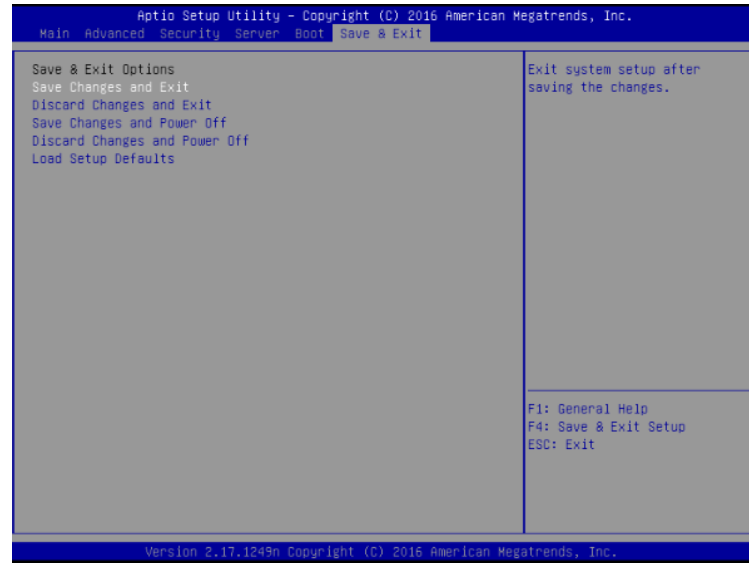 Aptio Setup Utility – Copyright (C) 2016 American Megatrends, Inc.
Main Advanced Security Server Boot Save & Exit
Save & Exit Options
Save Changes and Exit
Discard Changes and Exit
Save Changes and Power Off
Discard Changes and Power Off
Load Setup Defaults
Exit system setup after
saving the changes.
F1: General Help
F4: Save & Exit Setup
ESC: Exit
Version 2.17.1249n Copyright (C) 2016 American Megatrends, Inc.